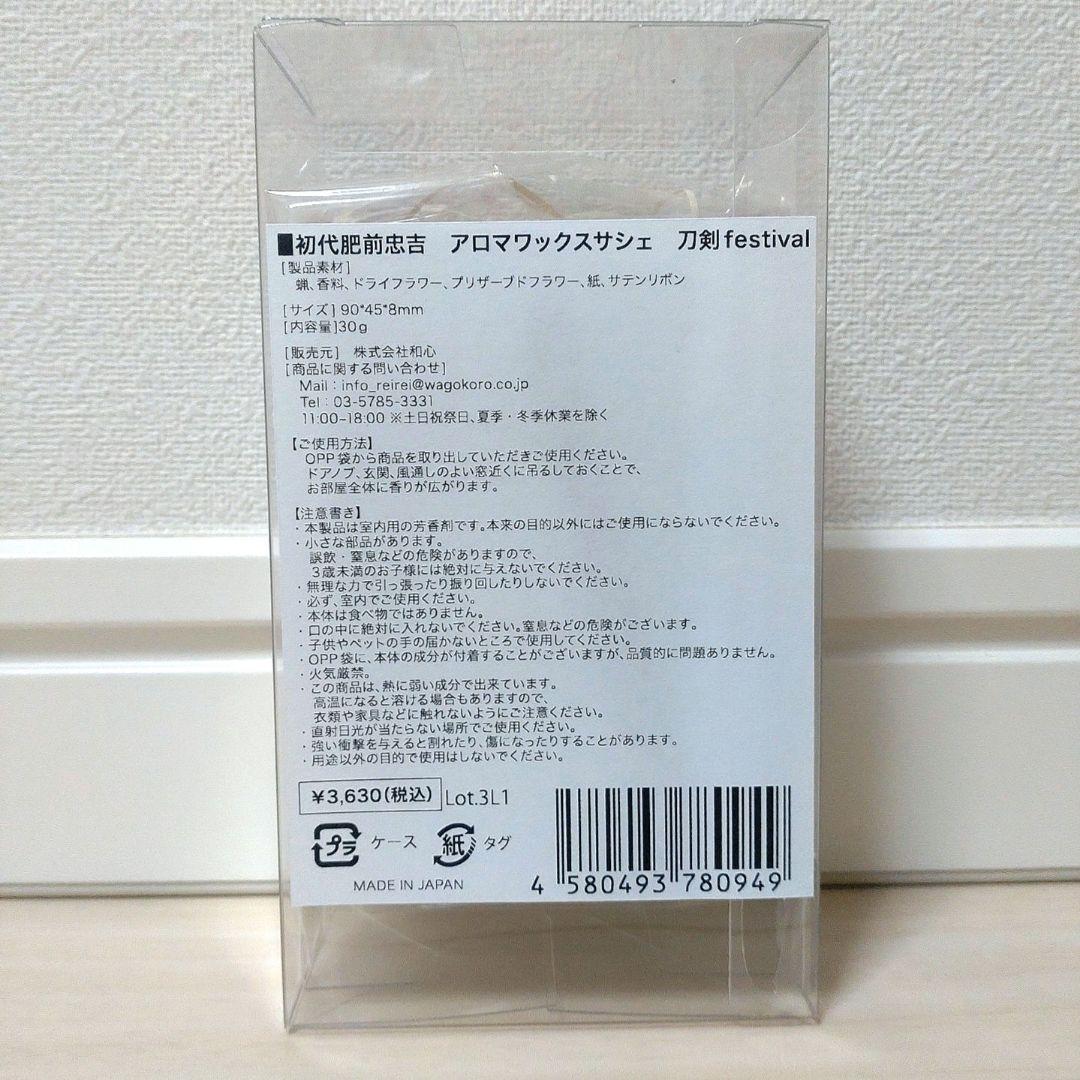 ■初代肥前忠吉　アロマワックスサシェ　刀剣festival
[製品素材]
蝋、香料、ドライフラワー、プリザーブドフラワー、紙、サテンリボン
[サイズ] 90*45*8mm
[内容量]30g
[販売元]　株式会社和心
[商品に関する問い合わせ]
Mail：info_reirei@wagokoro.co.jp
Tel：03-5785-3331
11:00~18:00 ※土日祝祭日、夏季・冬季休業を除く
【ご使用方法】
OPP袋から商品を取り出していただきご使用ください。
ドアノブ、玄関、風通しのよい窓近くに吊るしておくことで、
お部屋全体に香りが広がります。
【注意書き】
・本製品は室内用の芳香剤です。本来の目的以外にはご使用にならないでください。
・小さな部品があります。
誤飲・窒息などの危険がありますので、
3歳未満のお子様には絶対に与えないでください。
・無理な力で引っ張ったり振り回したりしないでください。
・必ず、室内でご使用ください。
・本体は食べ物ではありません。
・口の中に絶対に入れないでください。窒息などの危険がございます。
・子供やペットの手の届かないところで使用してください。
・OPP袋に、本体の成分が付着することがございますが、品質的に問題ありません。
・火気厳禁。
・この商品は、熱に弱い成分で出来ています。
高温になると溶ける場合もありますので、
衣類や家具などに触れないようにご注意ください。
・直射日光が当たらない場所でご使用ください。
・強い衝撃を与えると割れたり、傷になったりすることがあります。
・用途以外の目的で使用はしないでください。
¥3,630(税込) Lot.3L1
プラ ケース 紙 タグ
MADE IN JAPAN
4 580493 780949